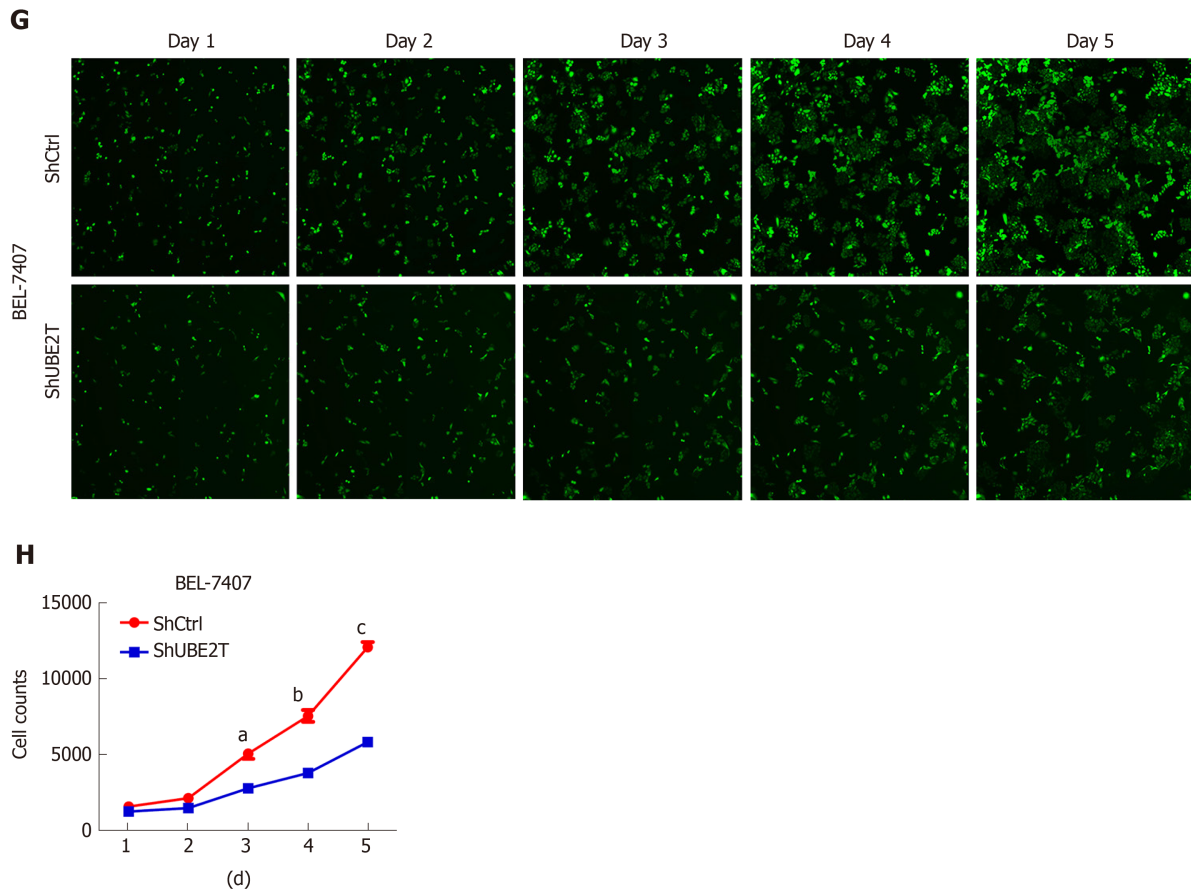 G
Day 1 Day 2 Day 3 Day 4 Day 5
ShCtrl
BEL-7407
ShUBE2T
H
BEL-7407
15000
ShCtrl
ShUBE2T
c
10000
b
Cell counts
a
5000
0
1 2 3 4 5
(d)